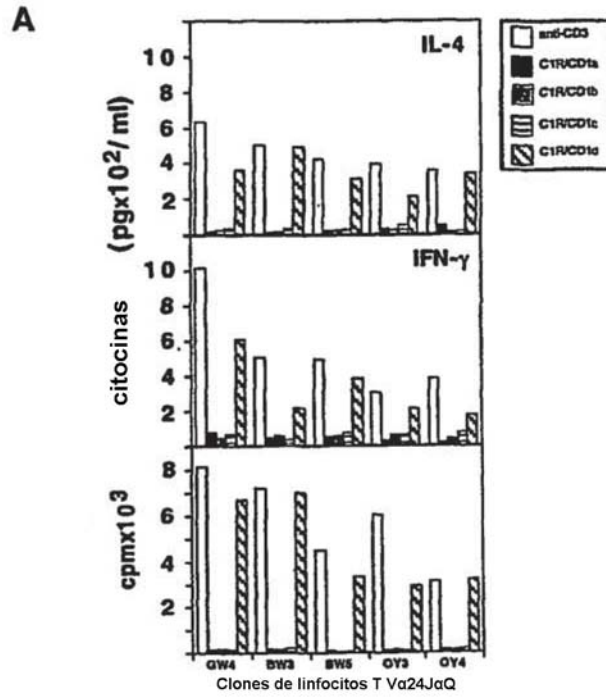 A
IL-4
anti-CD3
C1R/CD1a
C1R/CD1b
C1R/CD1c
C1R/CD1d
10
8
6
4
2
(pgx10²/ml)
IFN-γ
10
8
6
4
2
citocinas
8
6
4
2
cpmx10³
GW4 BW3 BW5 GY3 OY4
Clones de linfocitos T Vα24JαQ